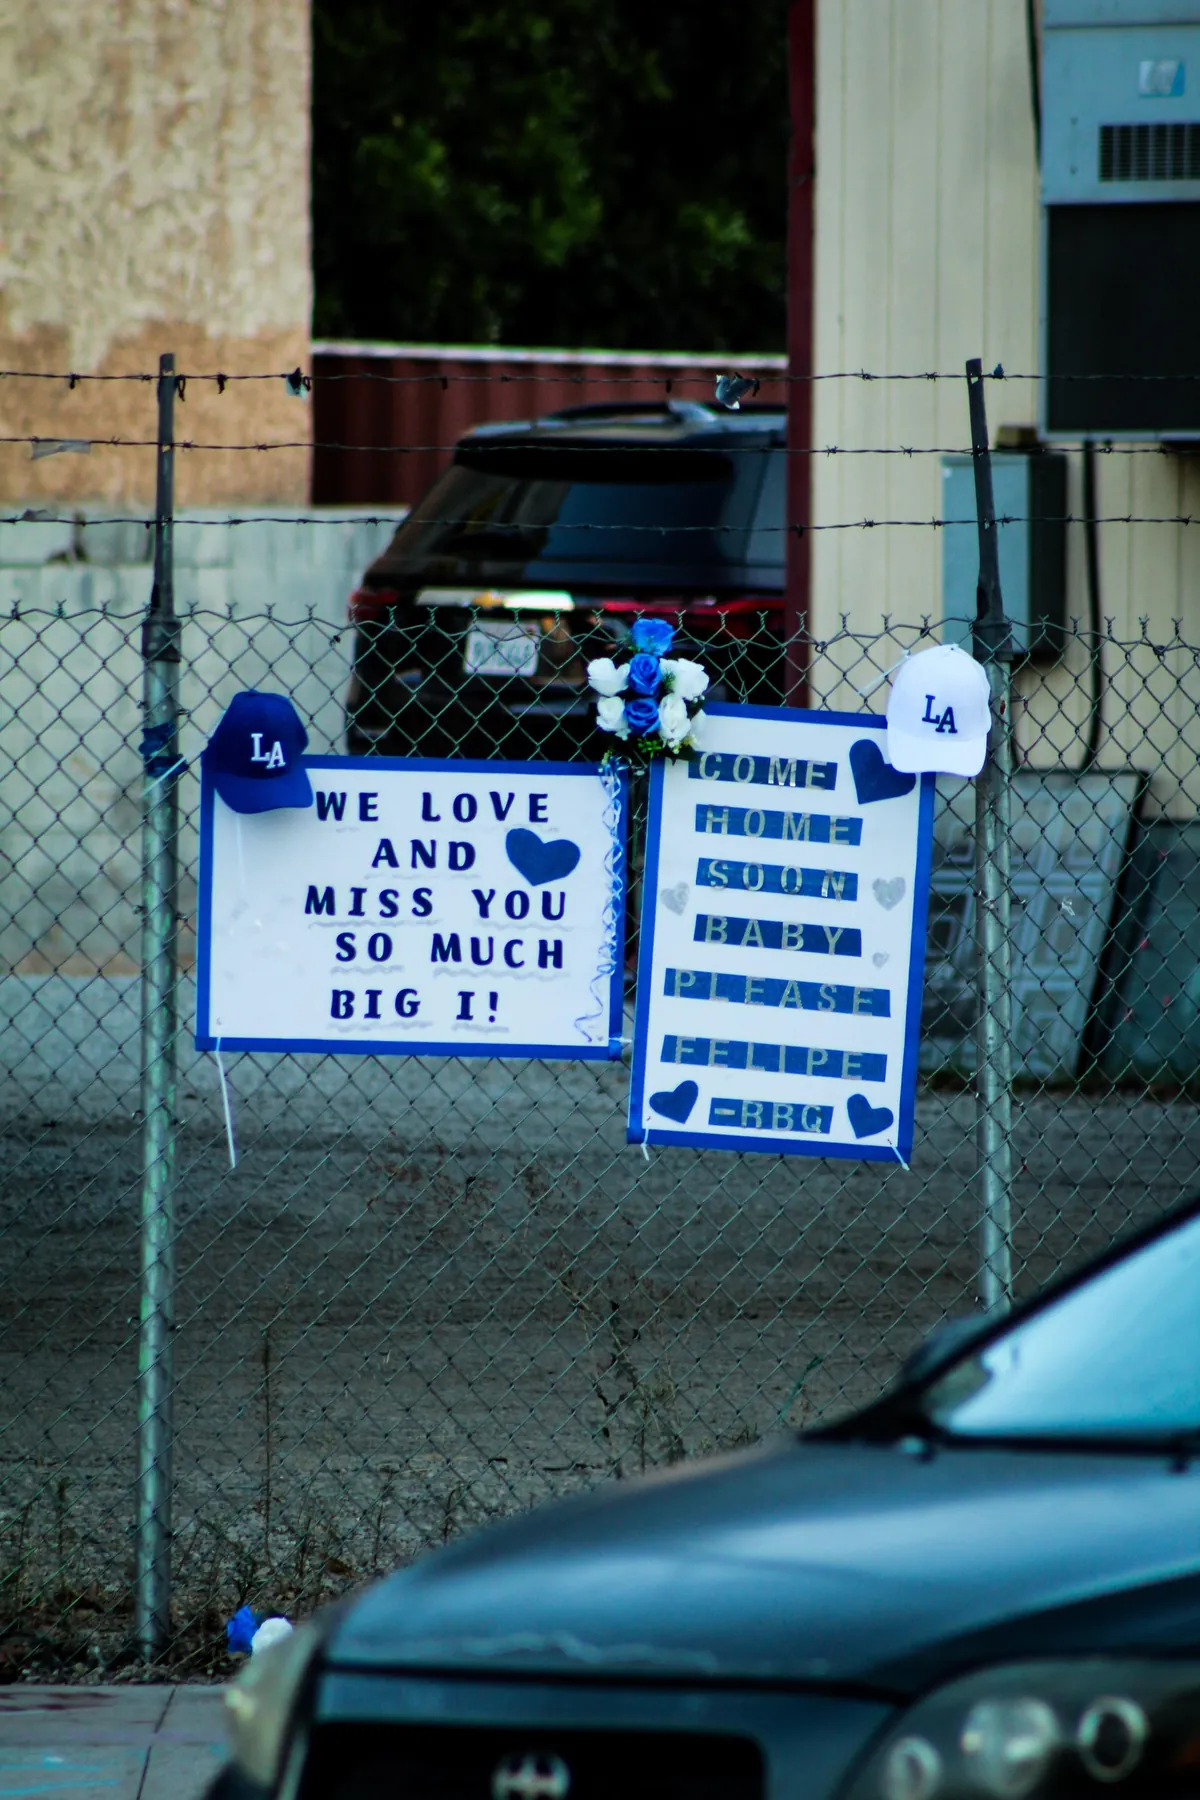 LA
WE LOVE
AND
MISS YOU
SO MUCH
BIG I!
LA
COME
HOME
SOON
BABY
PLEASE
FELIPE
-RBG